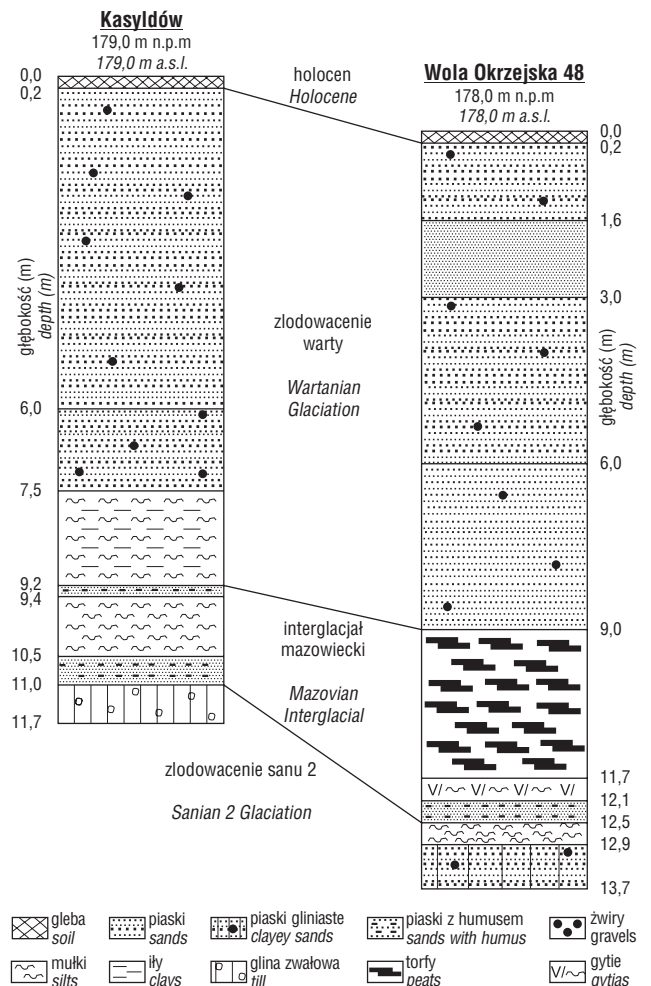 Kasyldów
179,0 m n.p.m
179,0 m a.s.l.
0,0
0,2
6,0
7,5
9,2
9,4
10,5
11,0
11,7
głębokość (m)
depth (m)
holocen
Holocene
zlodowacenie
warty
Wartanian
Glaciation
interglacjał
mazowiecki
Mazovian
Interglacial
zlodowacenie sanu 2
Sanian 2 Glaciation
Wola Okrzejska 48
178,0 m n.p.m
178,0 m a.s.l.
0,0
0,2
1,6
3,0
6,0
9,0
11,7
12,1
12,5
12,9
13,7
głębokość (m)
depth (m)
gleba
soil
piaski
sands
piaski gliniaste
clayey sands
piaski z humusem
sands with humus
żwiry
gravels
mułki
silts
iły
clays
glina zwałowa
till
torfy
peats
gytie
gytias